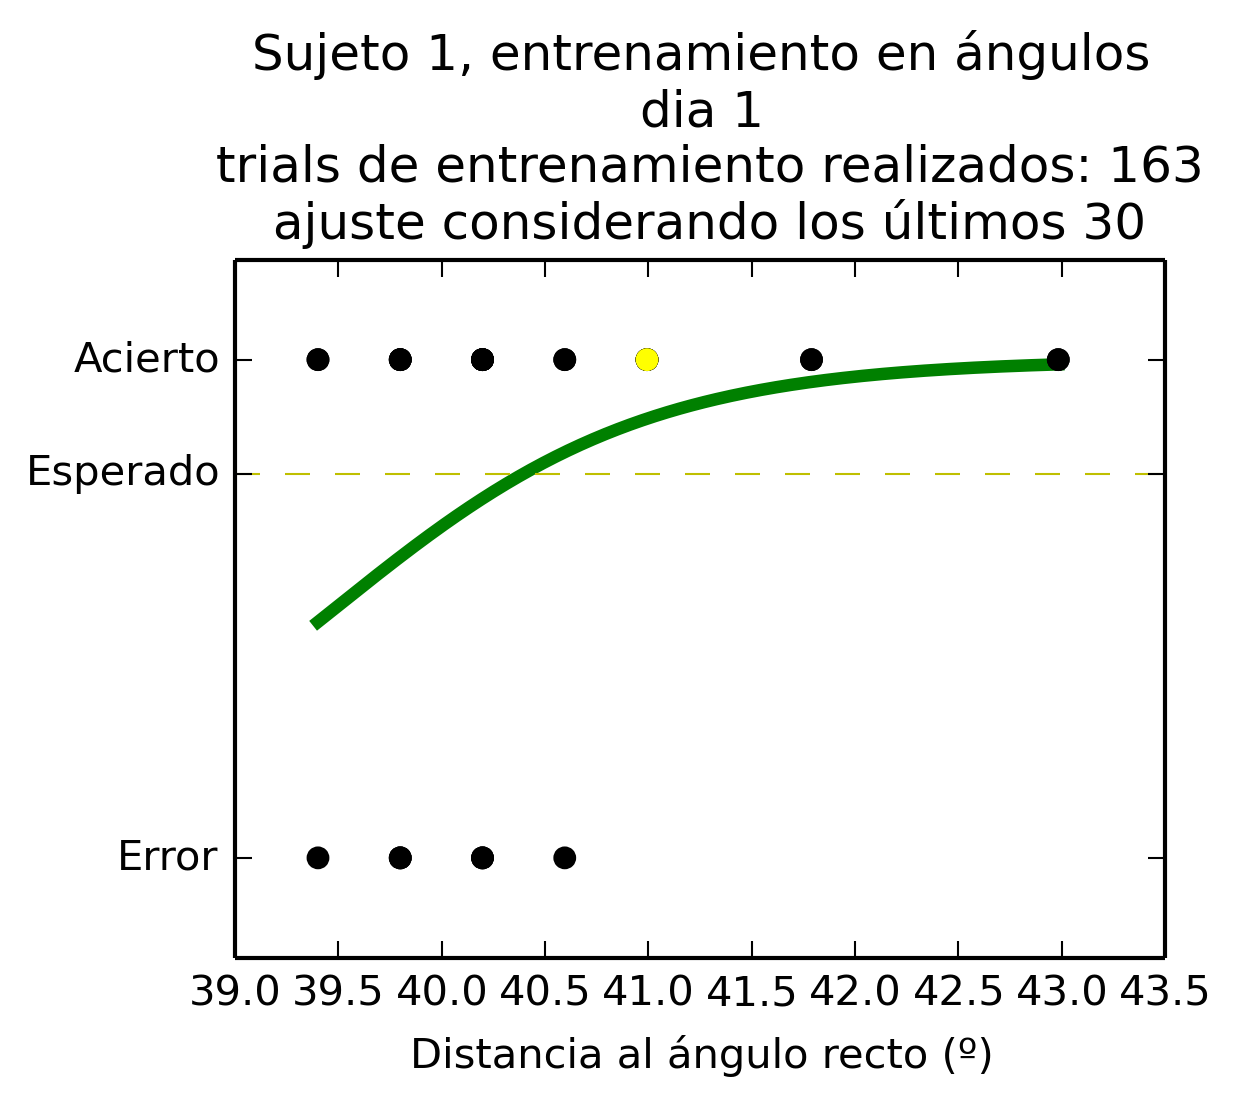 Sujeto 1, entrenamiento en ángulos
dia 1
trials de entrenamiento realizados: 163
ajuste considerando los últimos 30
Acierto
Esperado
Error
39.0 39.5 40.0 40.5 41.0 41.5 42.0 42.5 43.0 43.5
Distancia al ángulo recto (º)